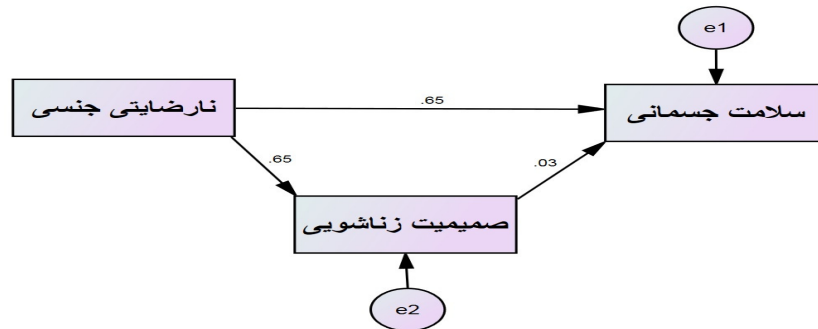 e1
نارضایتی جنسی
.65
سلامت جسمانی
.65
.03
صمیمیت زناشویی
e2